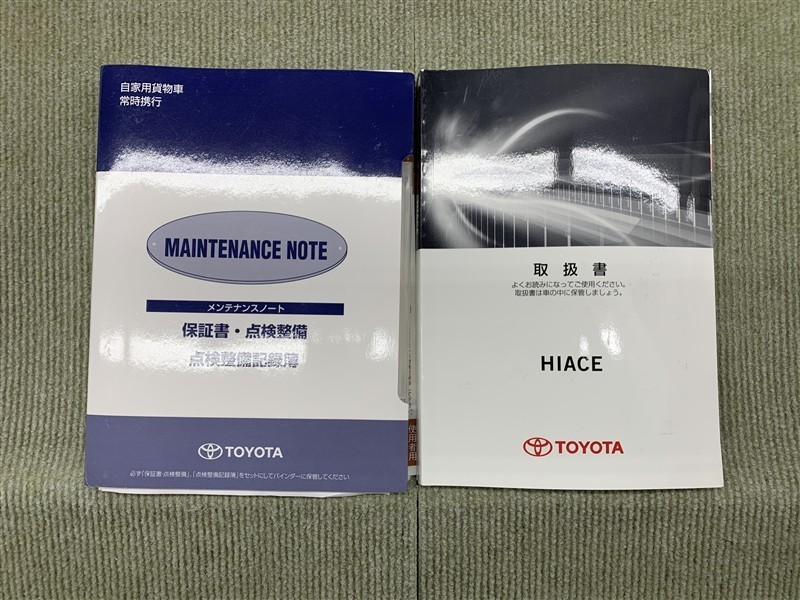 自家用貨物車
常時携行
MAINTENANCE NOTE
メンテナンスノート
保証書・点検整備
点検整備記録簿
TOYOTA
必ず「保証書・点検整備」、「点検整備記録簿」をセットにしてバインダーに保管してください
使用者用
取扱書
よくお読みになってご使用ください。
取扱書は車の中に保管しましょう。
HIACE
TOYOTA